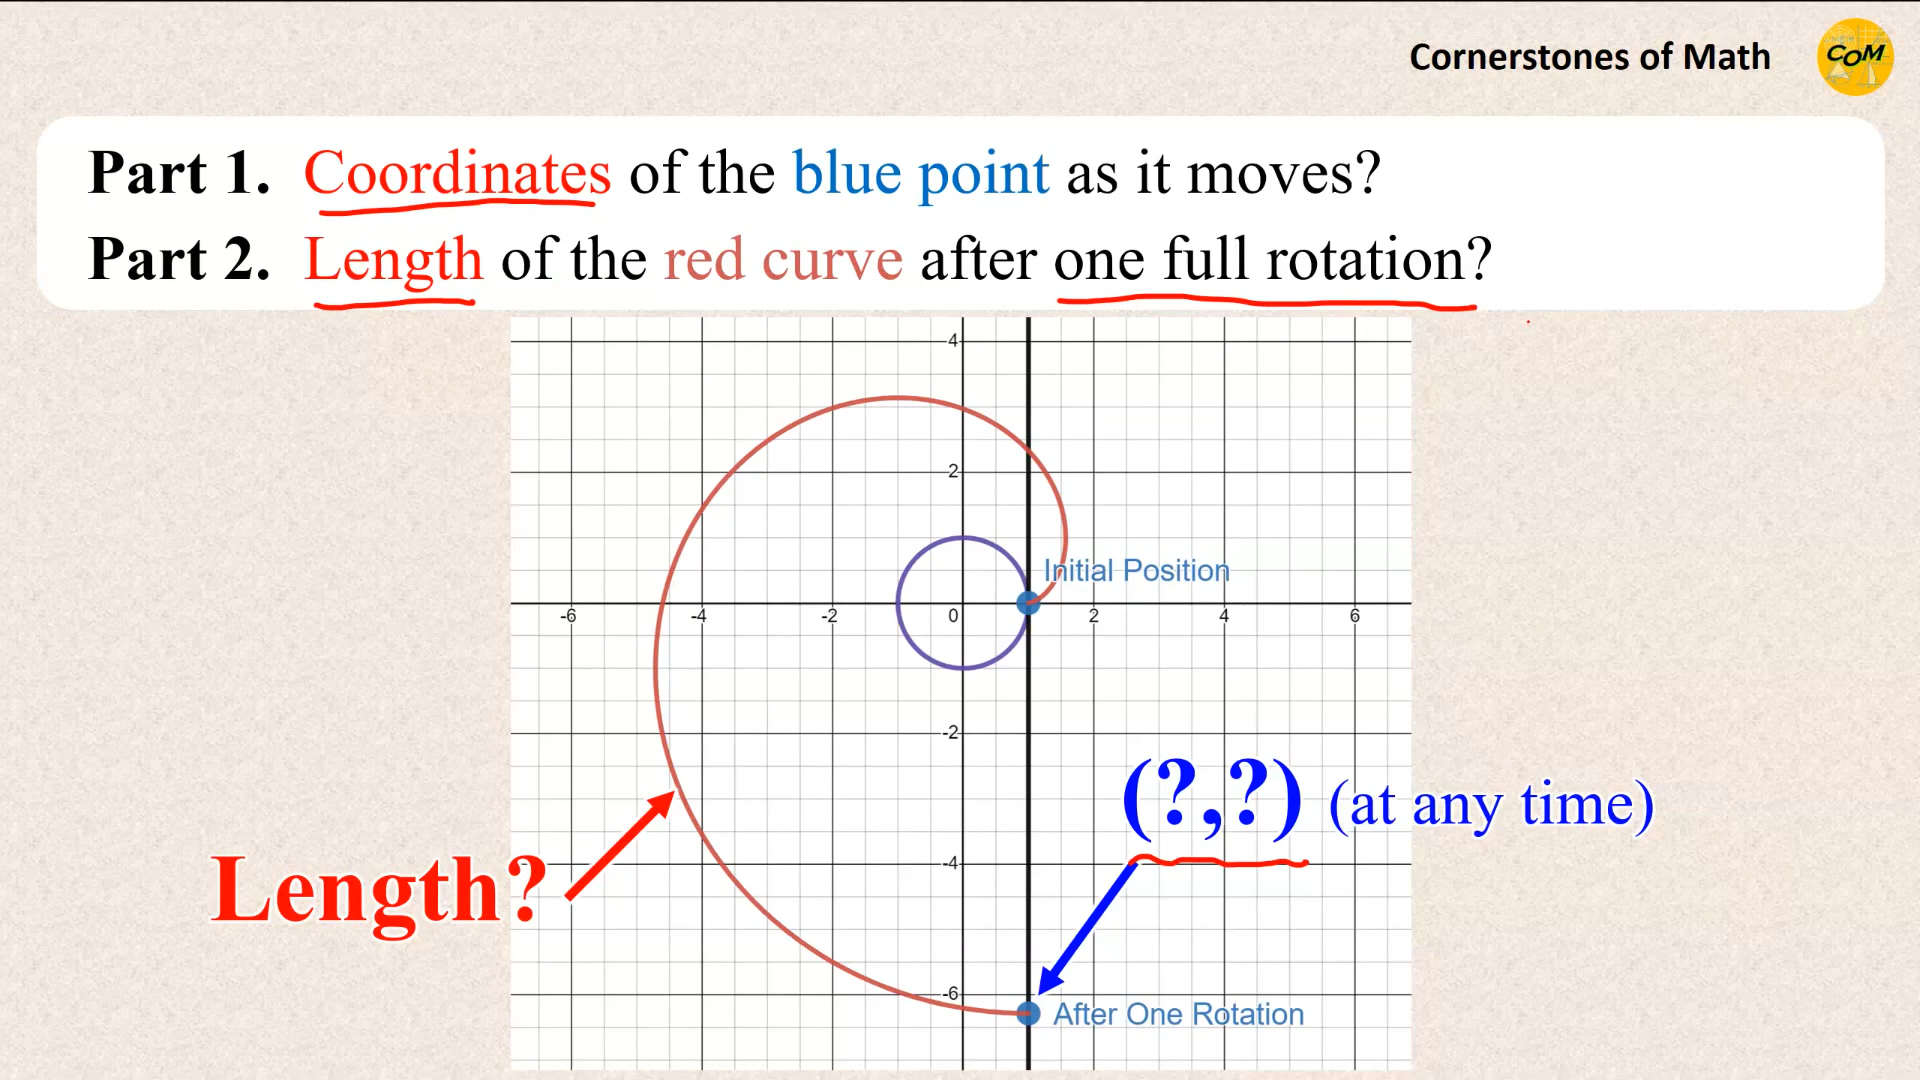 Cornerstones of Math
COM
Part 1. Coordinates of the blue point as it moves?
Part 2. Length of the red curve after one full rotation?
4
2
Initial Position
-6 -4 -2 0 2 4 6
-2
(?,?) (at any time)
-4
Length?
-6
After One Rotation